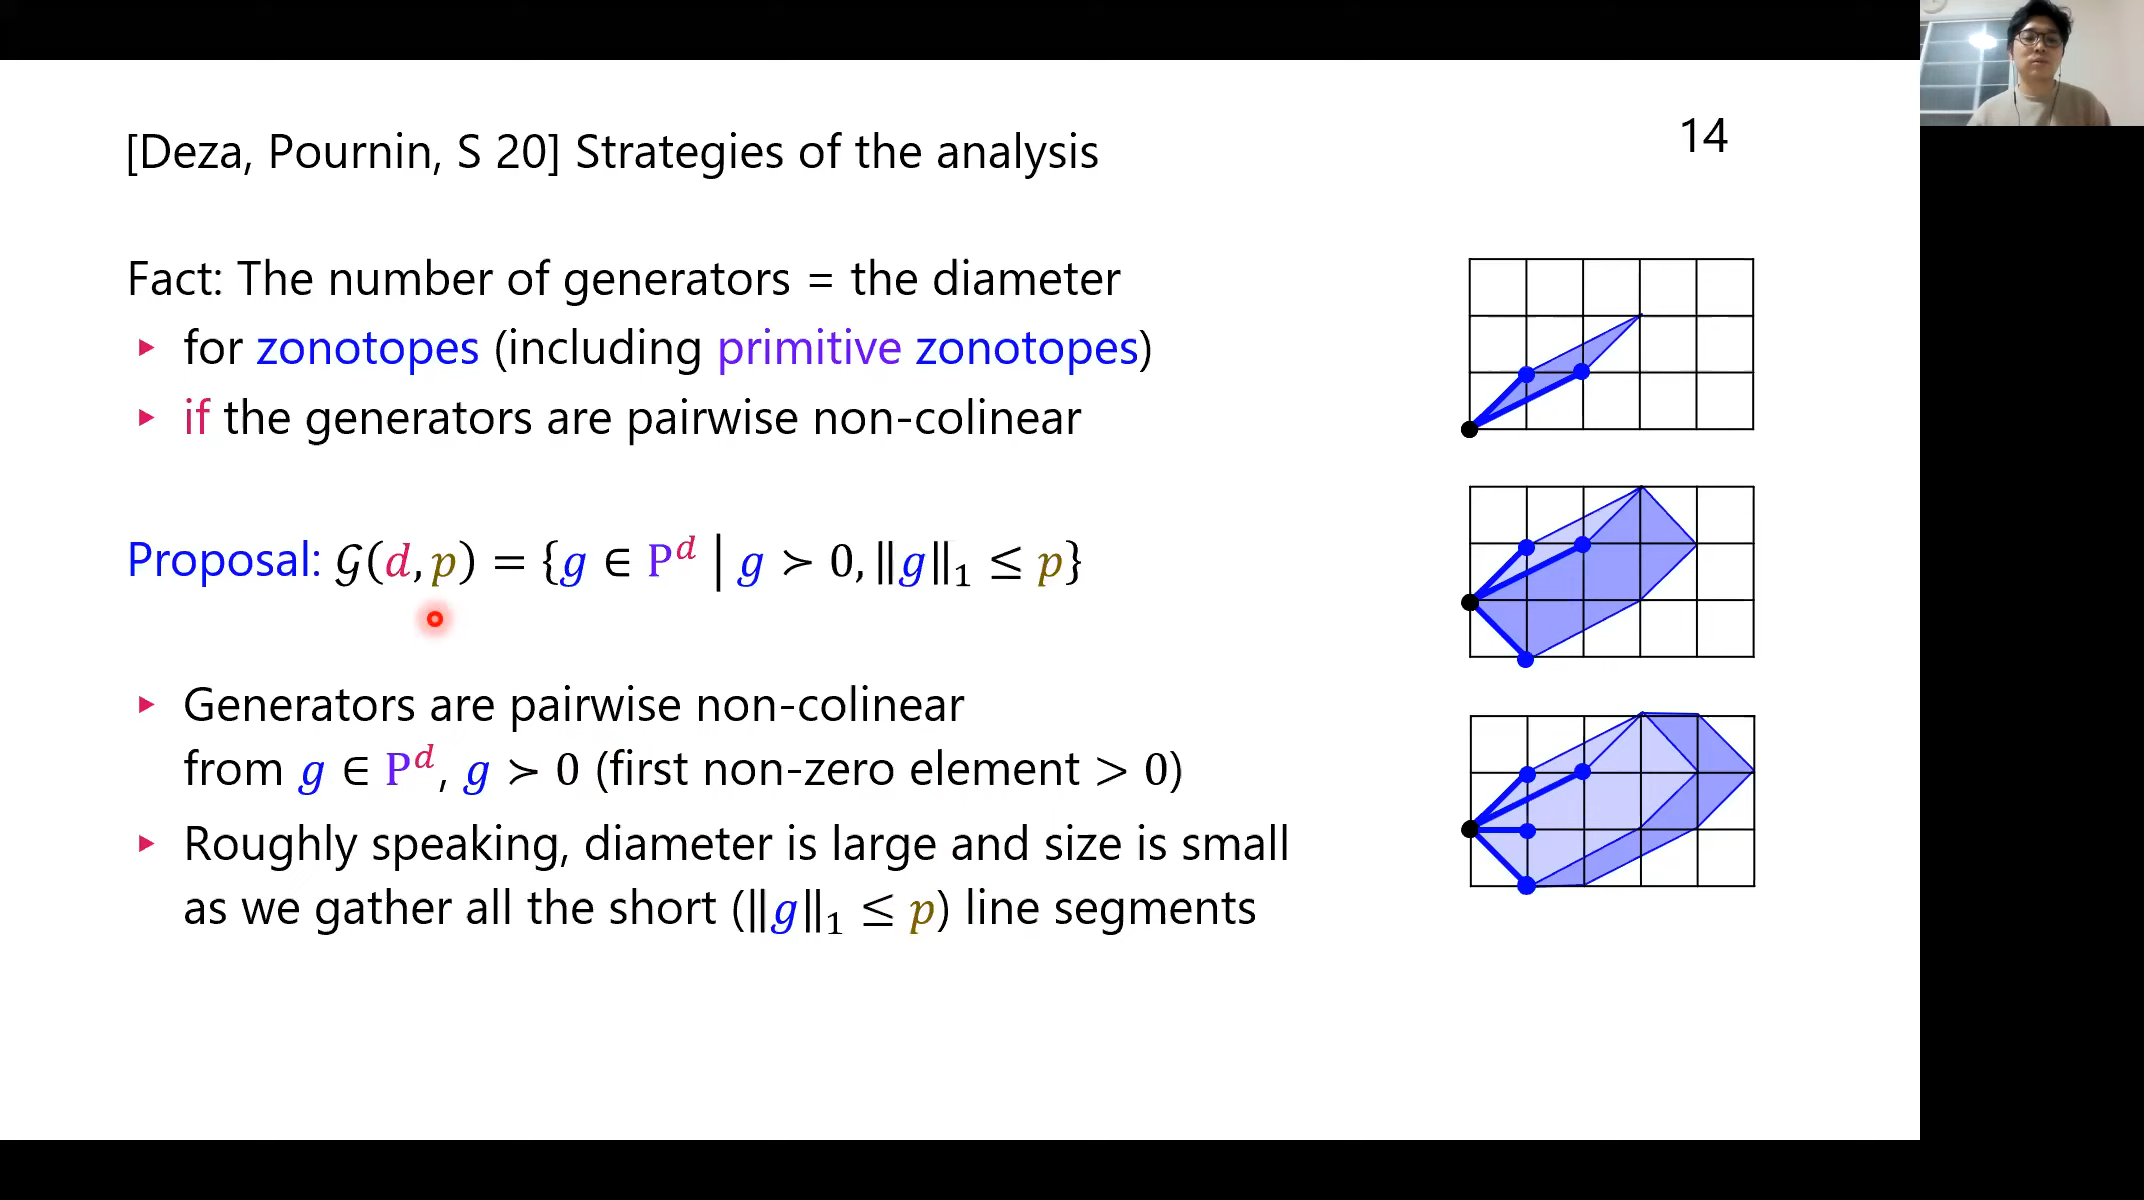 [Deza, Pournin, S 20] Strategies of the analysis
14
Fact: The number of generators = the diameter
‣ for zonotopes (including primitive zonotopes)
‣ if the generators are pairwise non-colinear
Proposal: 𝒢(d, p) = {g ∈ P^d | g ≻ 0, ‖g‖₁ ≤ p}
‣ Generators are pairwise non-colinear
from g ∈ P^d, g ≻ 0 (first non-zero element > 0)
‣ Roughly speaking, diameter is large and size is small
as we gather all the short (‖g‖₁ ≤ p) line segments